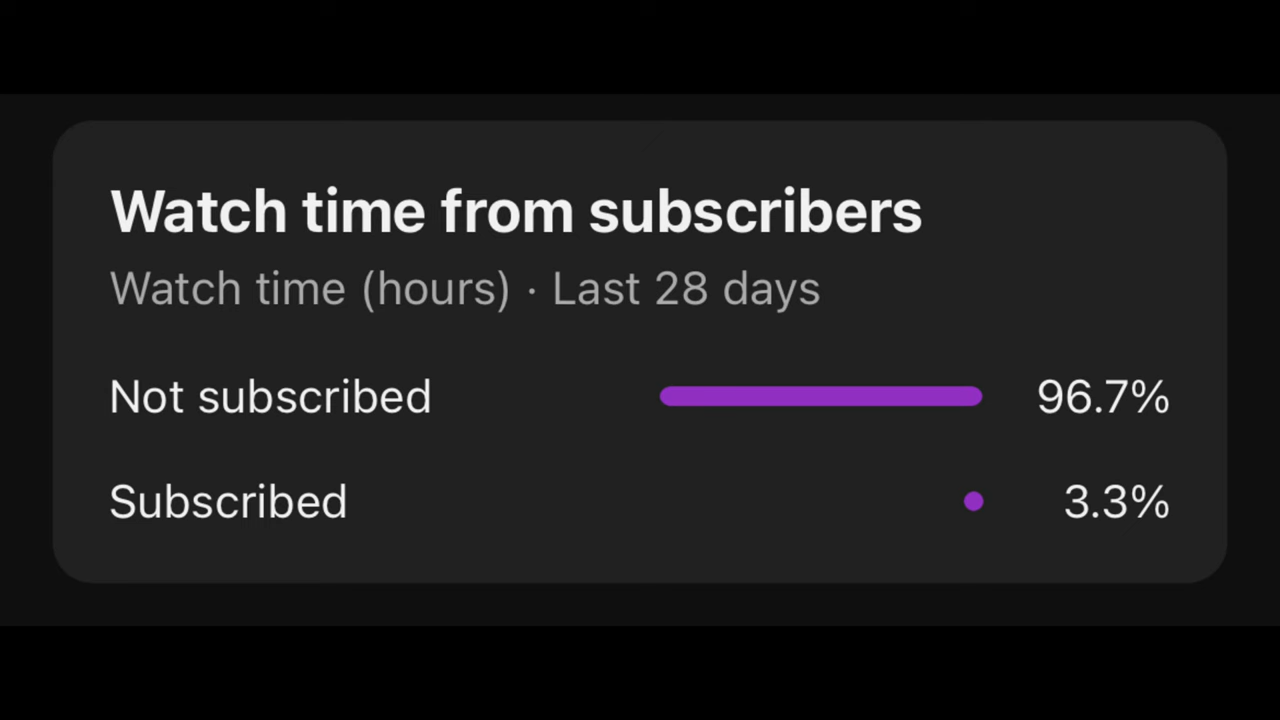 Watch time from subscribers
Watch time (hours) · Last 28 days
Not subscribed 96.7%
Subscribed 3.3%